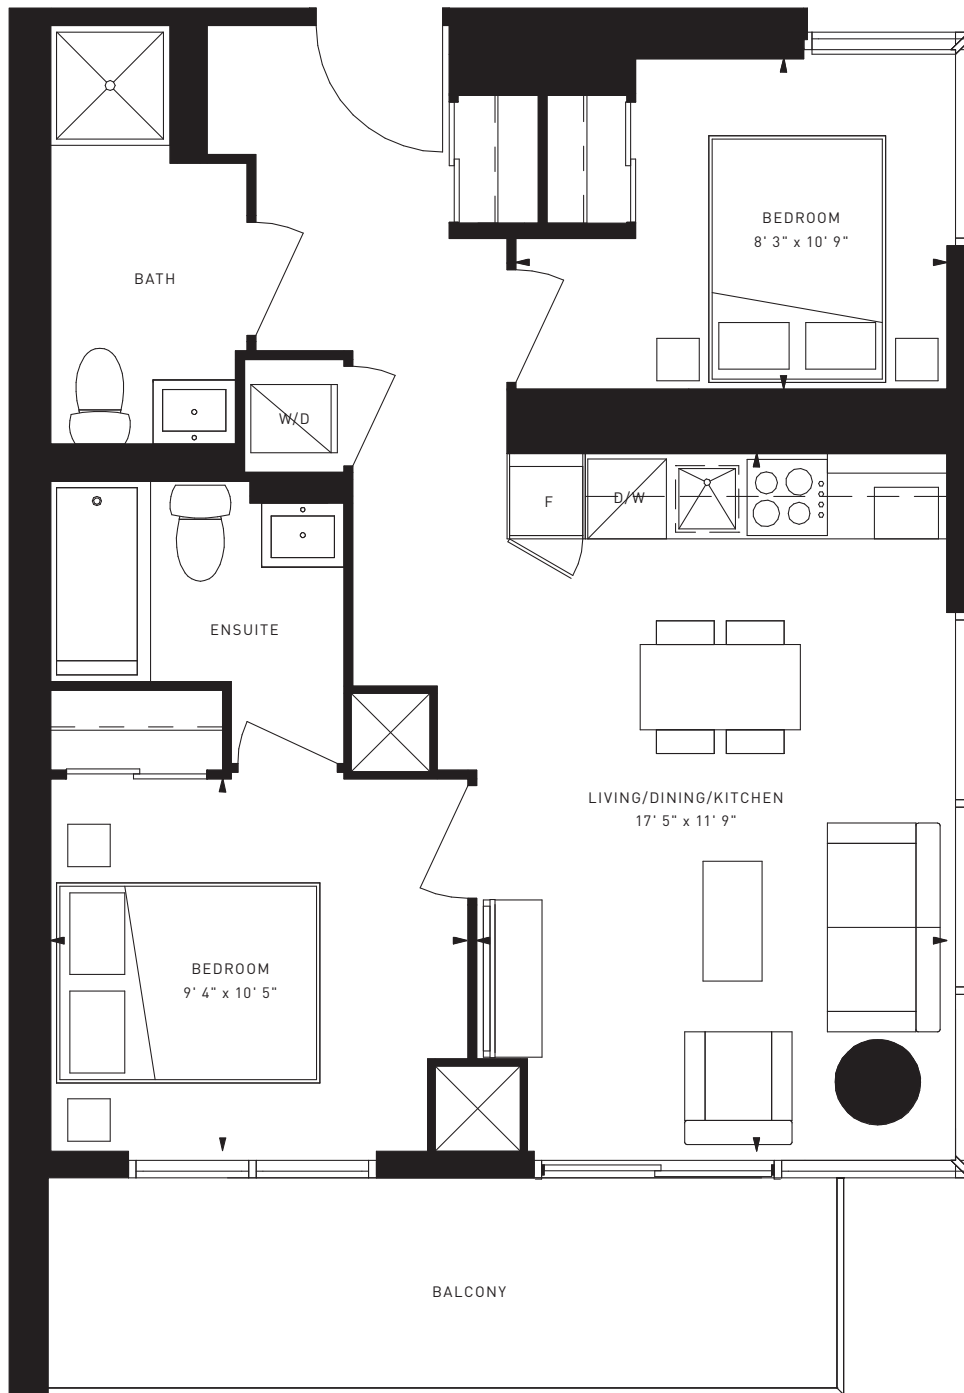 BEDROOM
8' 3" x 10' 9"
BATH
W/D
F
D/W
ENSUITE
LIVING/DINING/KITCHEN
17' 5" x 11' 9"
BEDROOM
9' 4" x 10' 5"
BALCONY